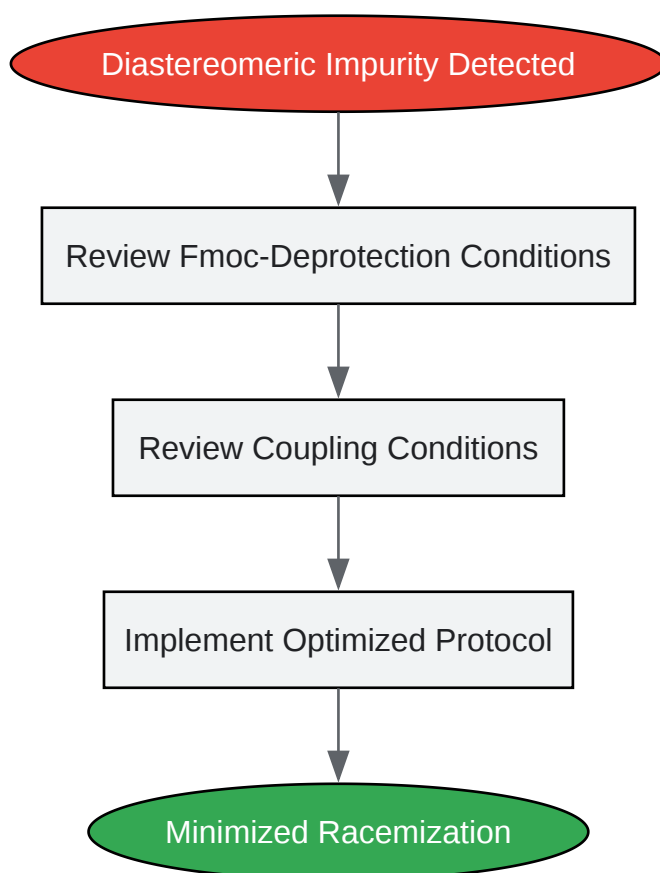 Diastereomeric Impurity Detected
Review Fmoc-Deprotection Conditions
Review Coupling Conditions
Implement Optimized Protocol
Minimized Racemization